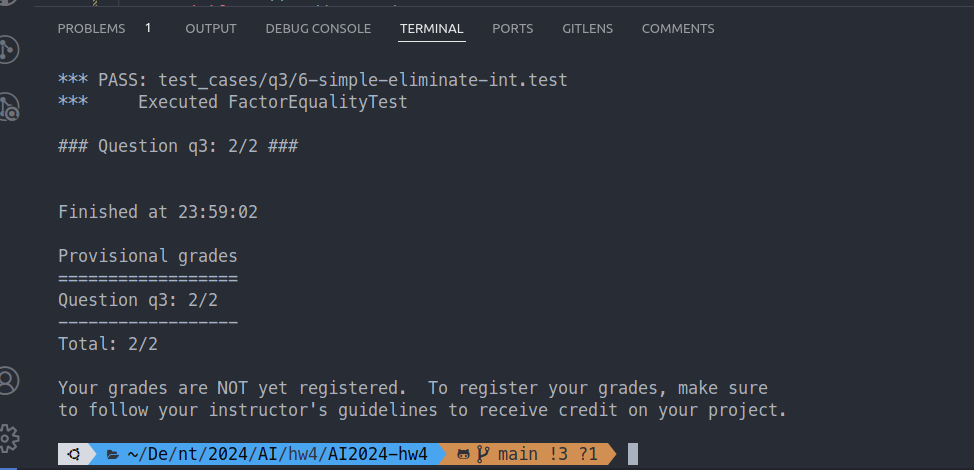 PROBLEMS 1 OUTPUT DEBUG CONSOLE TERMINAL PORTS GITLENS COMMENTS
*** PASS: test_cases/q3/6-simple-eliminate-int.test
***     Executed FactorEqualityTest
### Question q3: 2/2 ###
Finished at 23:59:02
Provisional grades
==================
Question q3: 2/2
------------------
Total: 2/2
Your grades are NOT yet registered.  To register your grades, make sure
to follow your instructor's guidelines to receive credit on your project.
~/De/nt/2024/AI/hw4/AI2024-hw4 main !3 ?1